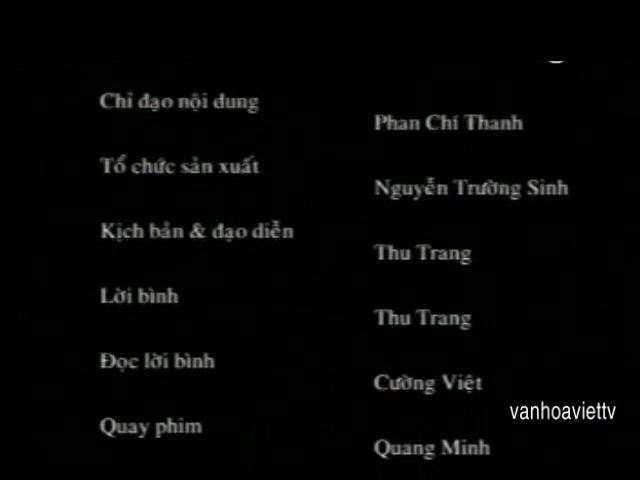 Chỉ đạo nội dung
Phan Chí Thanh
Tổ chức sản xuất
Nguyễn Trường Sinh
Kịch bản & đạo diễn
Thu Trang
Lời bình
Thu Trang
Đọc lời bình
Cường Việt
vanhoaviettv
Quay phim
Quang Minh